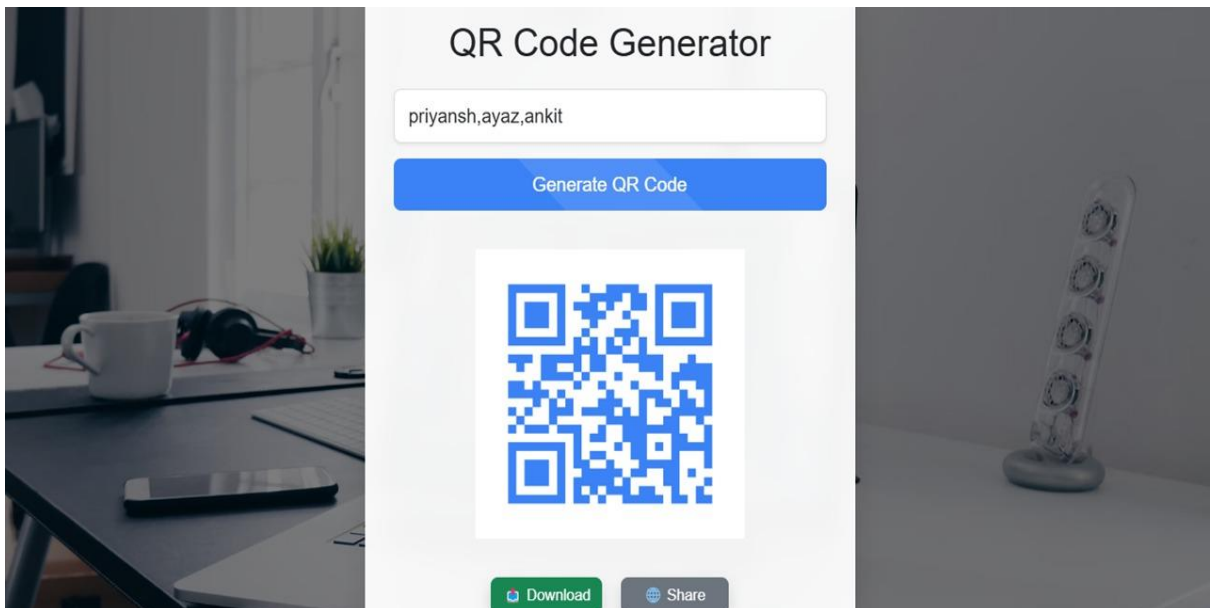 QR Code Generator
priyansh,ayaz,ankit
Generate QR Code
Download
Share